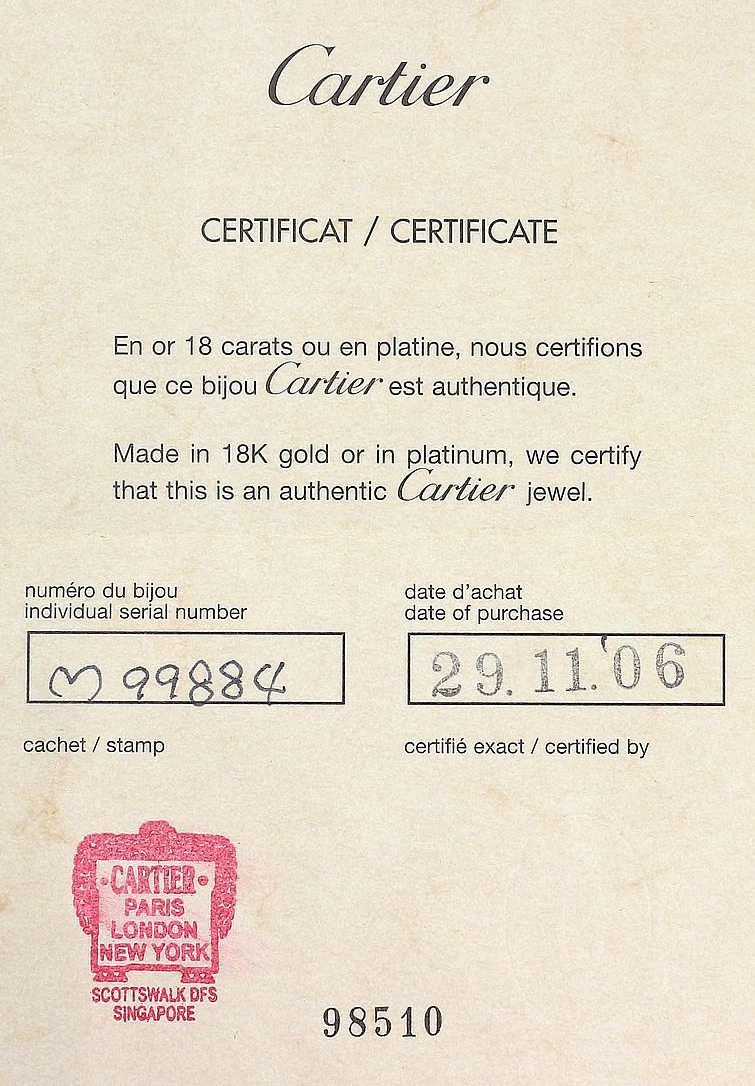 Cartier
CERTIFICAT / CERTIFICATE
En or 18 carats ou en platine, nous certifions
que ce bijou Cartier est authentique.
Made in 18K gold or in platinum, we certify
that this is an authentic Cartier jewel.
numéro du bijou
individual serial number
M 99884
date d'achat
date of purchase
29.11.'06
cachet / stamp
certifié exact / certified by
CARTIER
PARIS
LONDON
NEW YORK
SCOTTSWALK DFS
SINGAPORE
98510